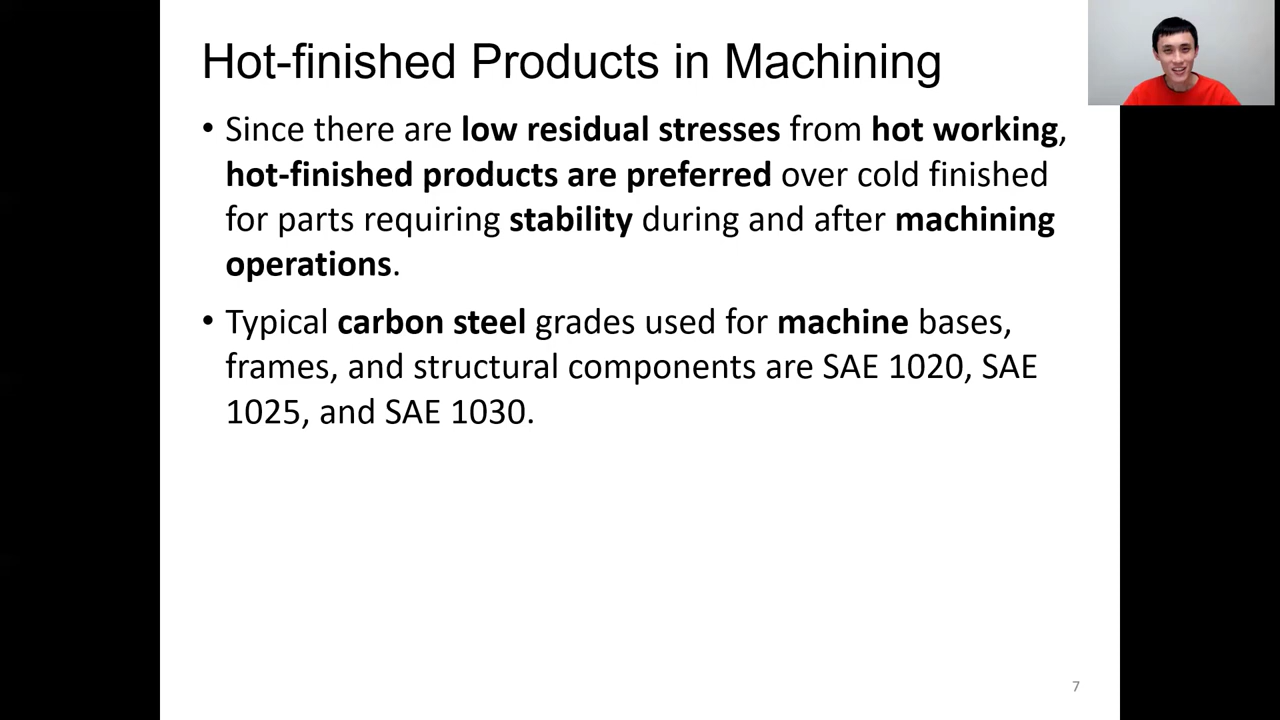 Hot-finished Products in Machining
• Since there are low residual stresses from hot working,
hot-finished products are preferred over cold finished
for parts requiring stability during and after machining
operations.
• Typical carbon steel grades used for machine bases,
frames, and structural components are SAE 1020, SAE
1025, and SAE 1030.
7